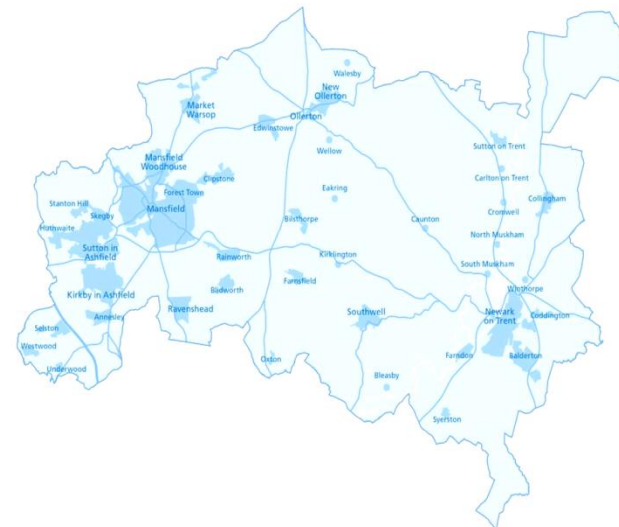 Walesby
New
Ollerton
Market
Warsop
Ollerton
Edwinstowe
Sutton on Trent
Wellow
Mansfield
Woodhouse
Clipstone
Carlton on Trent
Forest Town
Eakring
Collingham
Stanton Hill
Mansfield
Cromwell
Skegby
Bilsthorpe
Caunton
Huthwaite
North Muskham
Sutton in
Ashfield
Rainworth
Kirklington
South Muskham
Farnsfield
Bidworth
Winthorpe
Kirkby in Ashfield
Ravenshead
Southwell
Newark
on Trent
Annesley
Coddington
Selston
Westwood
Farndon
Balderton
Oxton
Underwood
Bleasby
Syerston